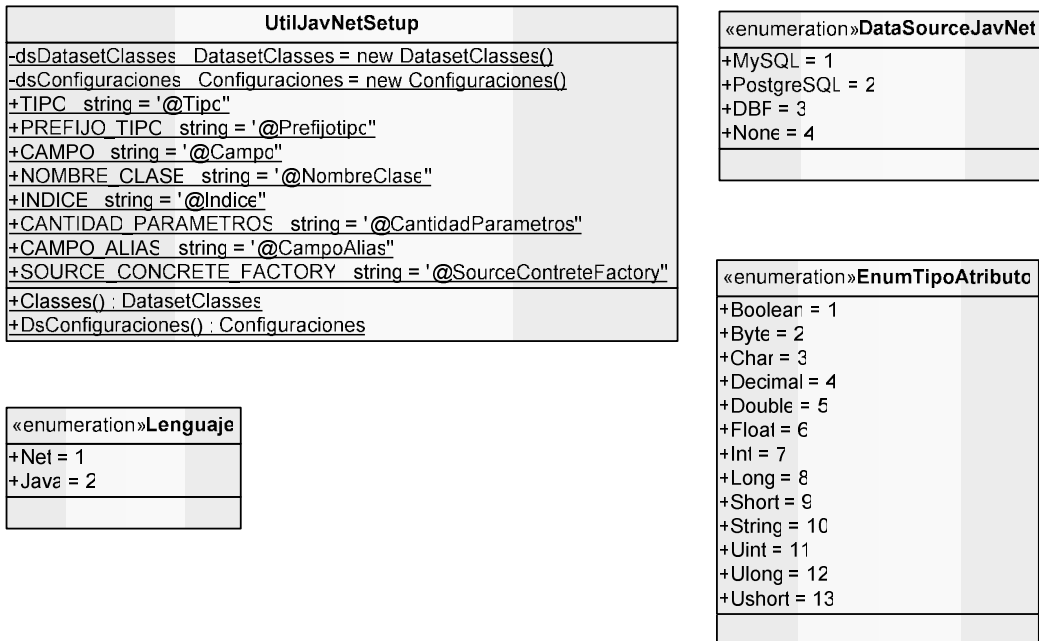 UtilJavNetSetup
-dsDatasetClasses DatasetClasses = new DatasetClasses()
-dsConfiguraciones Configuraciones = new Configuraciones()
+TIPO string = '@Tipo"
+PREFIJO_TIPO string = '@Prefijotipo"
+CAMPO string = '@Campo"
+NOMBRE_CLASE string = '@NombreClase"
+INDICE string = '@Indice"
+CANTIDAD_PARAMETROS string = '@CantidadParametros"
+CAMPO_ALIAS string = '@CampoAlias"
+SOURCE_CONCRETE_FACTORY string = '@SourceContreteFactory"
+Classes() : DatasetClasses
+DsConfiguraciones() : Configuraciones
«enumeration»DataSourceJavNet
+MySQL = 1
+PostgreSQL = 2
+DBF = 3
+None = 4
«enumeration»Lenguaje
+Net = 1
+Java = 2
«enumeration»EnumTipoAtributo
+Boolean = 1
+Byte = 2
+Char = 3
+Decimal = 4
+Double = 5
+Float = 6
+Int = 7
+Long = 8
+Short = 9
+String = 10
+Uint = 11
+Ulong = 12
+Ushort = 13